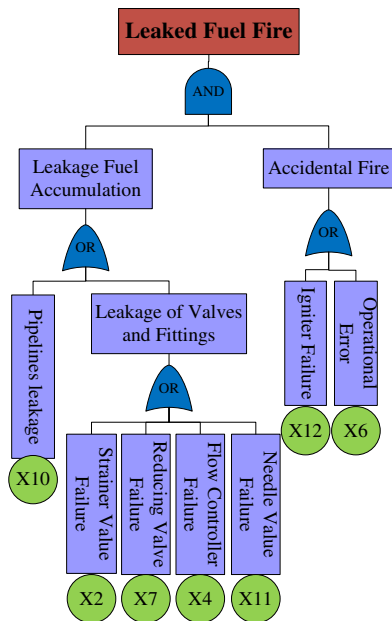 Leaked Fuel Fire
AND
Leakage Fuel
Accumulation
Accidental Fire
OR
OR
Pipelines leakage
Leakage of Valves
and Fittings
Igniter Failure
Operational
Error
OR
X12
X6
X10
Strainer Value
Failure
Reducing Valve
Failure
Flow Controller
Failure
Needle Value
Failure
X2
X7
X4
X11